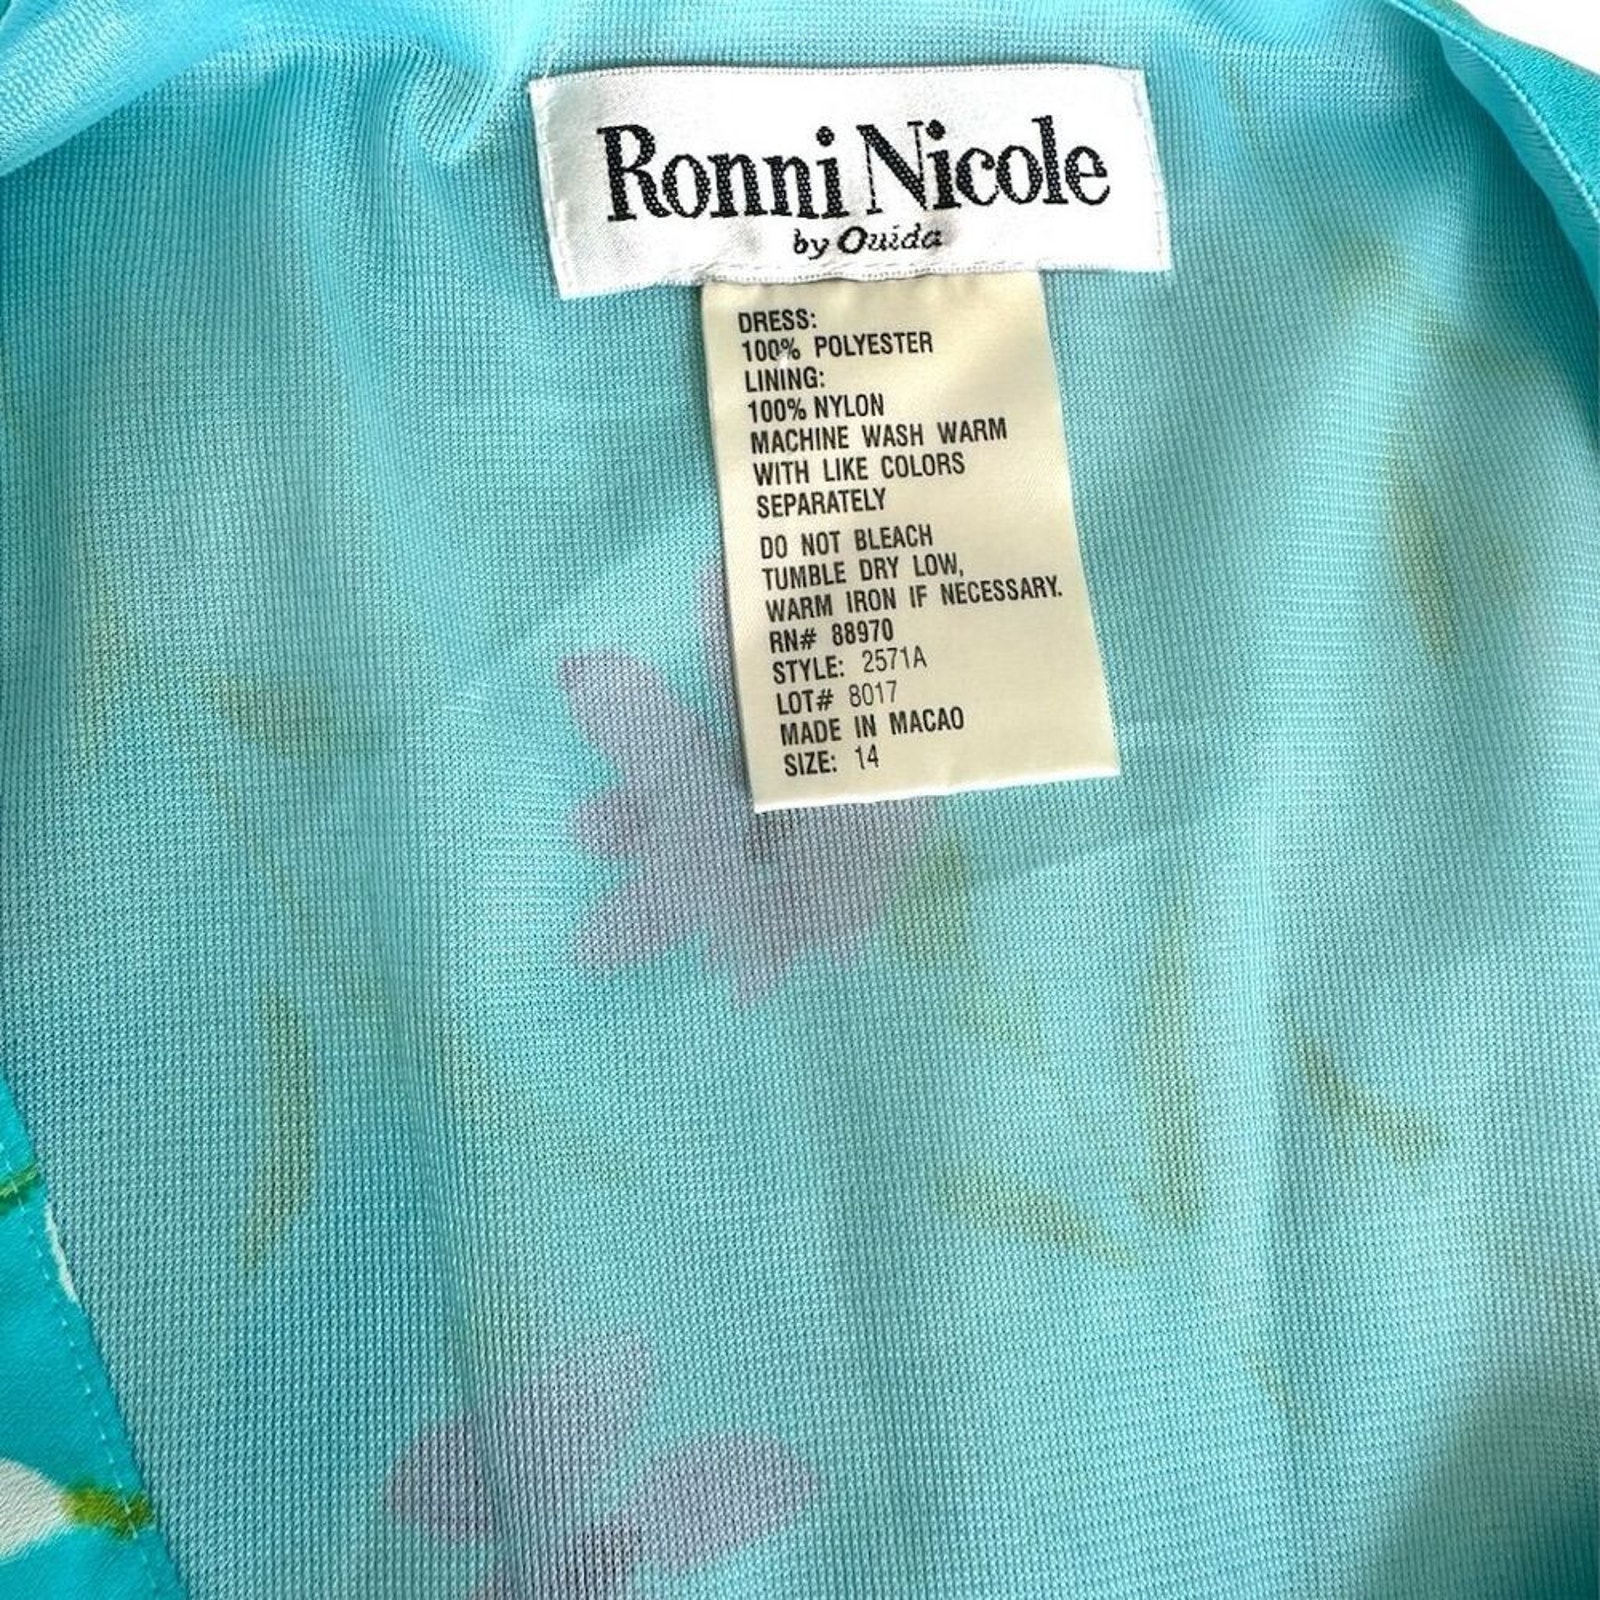 Ronni Nicole
by Ouida
DRESS:
100% POLYESTER
LINING:
100% NYLON
MACHINE WASH WARM
WITH LIKE COLORS
SEPARATELY
DO NOT BLEACH
TUMBLE DRY LOW,
WARM IRON IF NECESSARY.
RN# 88970
STYLE: 2571A
LOT# 8017
MADE IN MACAO
SIZE: 14